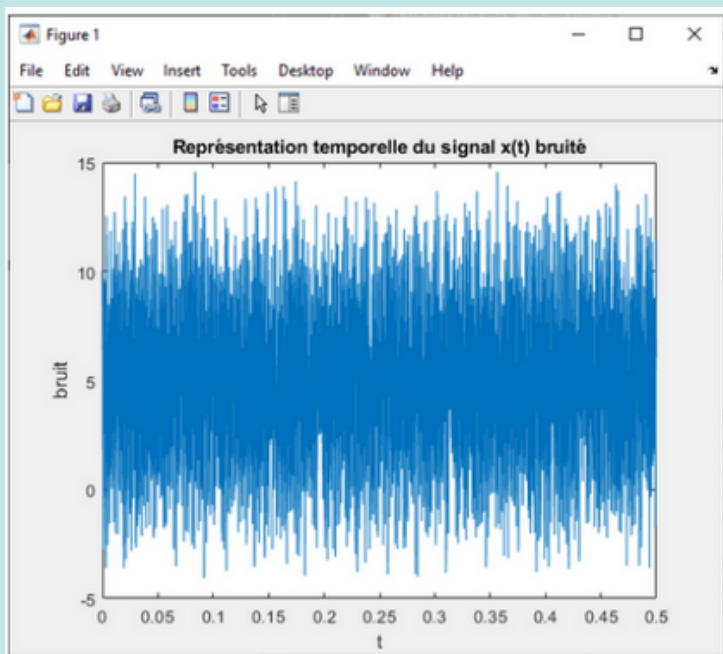 Figure 1
File Edit View Insert Tools Desktop Window Help
Représentation temporelle du signal x(t) bruité
15
10
5
0
-5
bruit
0 0.05 0.1 0.15 0.2 0.25 0.3 0.35 0.4 0.45 0.5
t